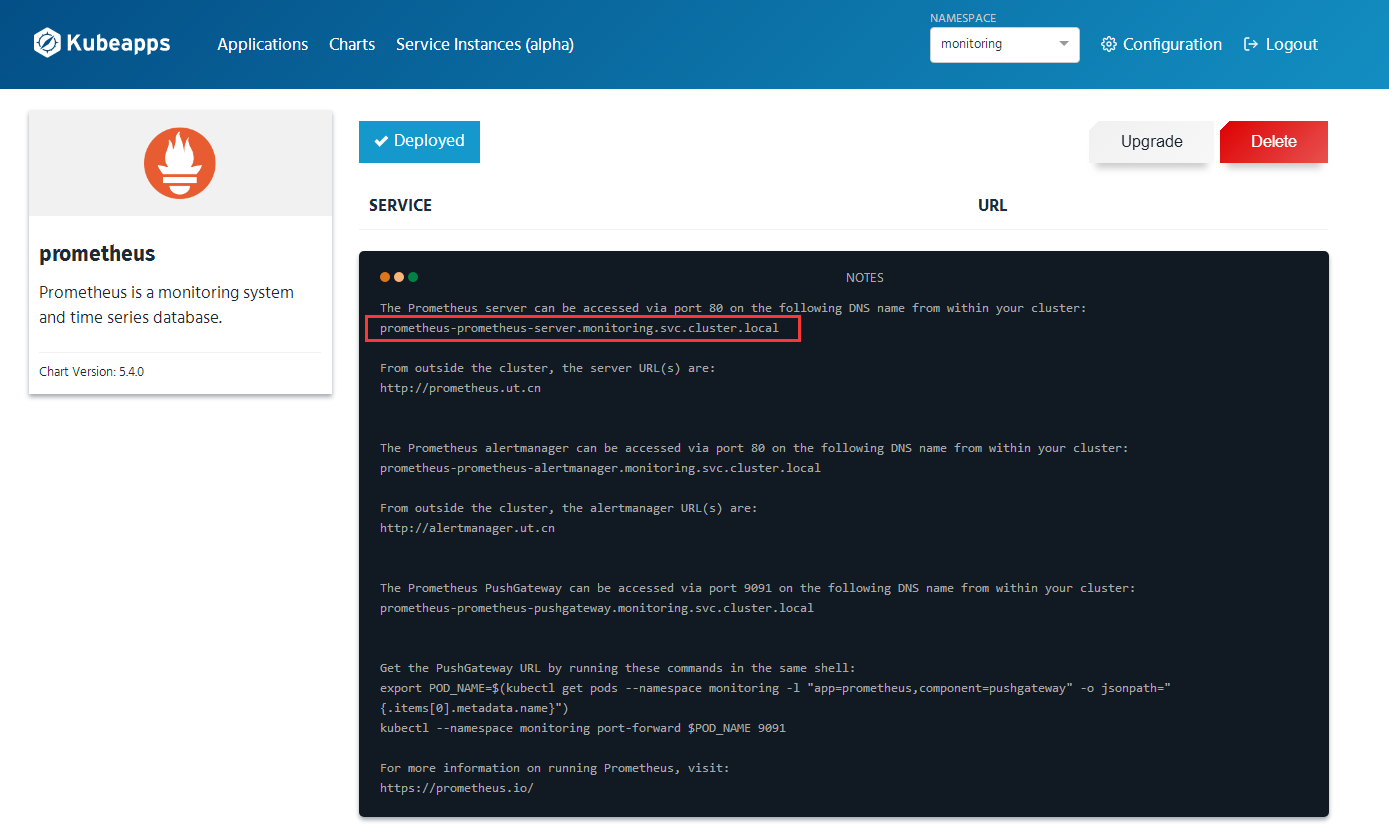 Kubeapps
Applications
Charts
Service Instances (alpha)
NAMESPACE
monitoring
Configuration
Logout
prometheus
Prometheus is a monitoring system
and time series database.
Chart Version: 5.4.0
Deployed
Upgrade
Delete
SERVICE
URL
NOTES
The Prometheus server can be accessed via port 80 on the following DNS name from within your cluster:
prometheus-prometheus-server.monitoring.svc.cluster.local
From outside the cluster, the server URL(s) are:
http://prometheus.ut.cn
The Prometheus alertmanager can be accessed via port 80 on the following DNS name from within your cluster:
prometheus-prometheus-alertmanager.monitoring.svc.cluster.local
From outside the cluster, the alertmanager URL(s) are:
http://alertmanager.ut.cn
The Prometheus PushGateway can be accessed via port 9091 on the following DNS name from within your cluster:
prometheus-prometheus-pushgateway.monitoring.svc.cluster.local
Get the PushGateway URL by running these commands in the same shell:
export POD_NAME=$(kubectl get pods --namespace monitoring -l "app=prometheus,component=pushgateway" -o jsonpath="
{.items[0].metadata.name}")
kubectl --namespace monitoring port-forward $POD_NAME 9091
For more information on running Prometheus, visit:
https://prometheus.io/